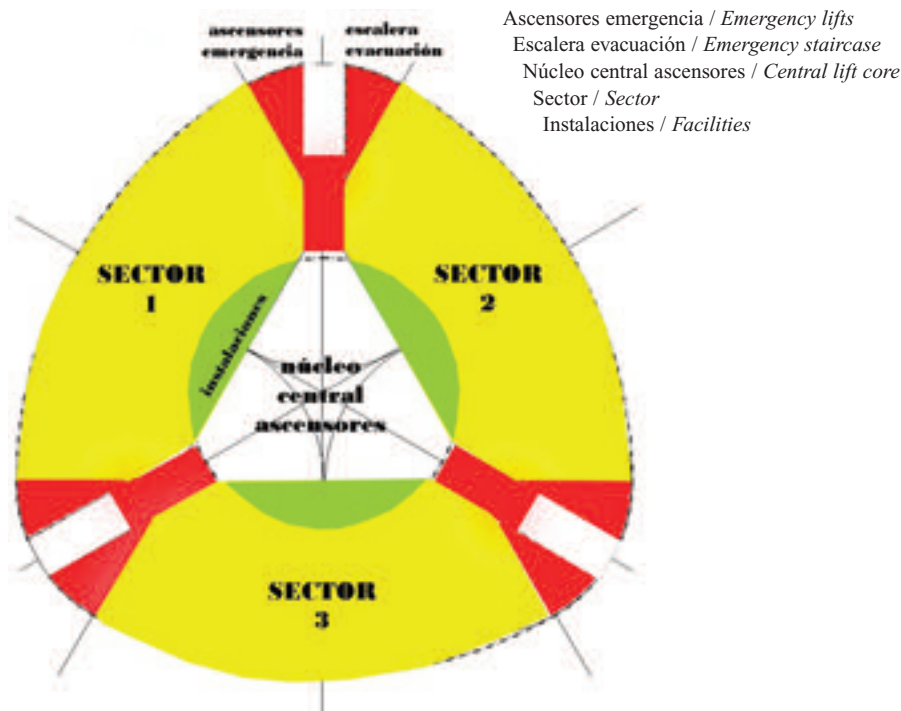 ascensores
emergencia
escalera
evacuación
Ascensores emergencia / Emergency lifts
Escalera evacuación / Emergency staircase
Núcleo central ascensores / Central lift core
Sector / Sector
Instalaciones / Facilities
SECTOR
1
SECTOR
2
instalaciones
núcleo
central
ascensores
SECTOR
3